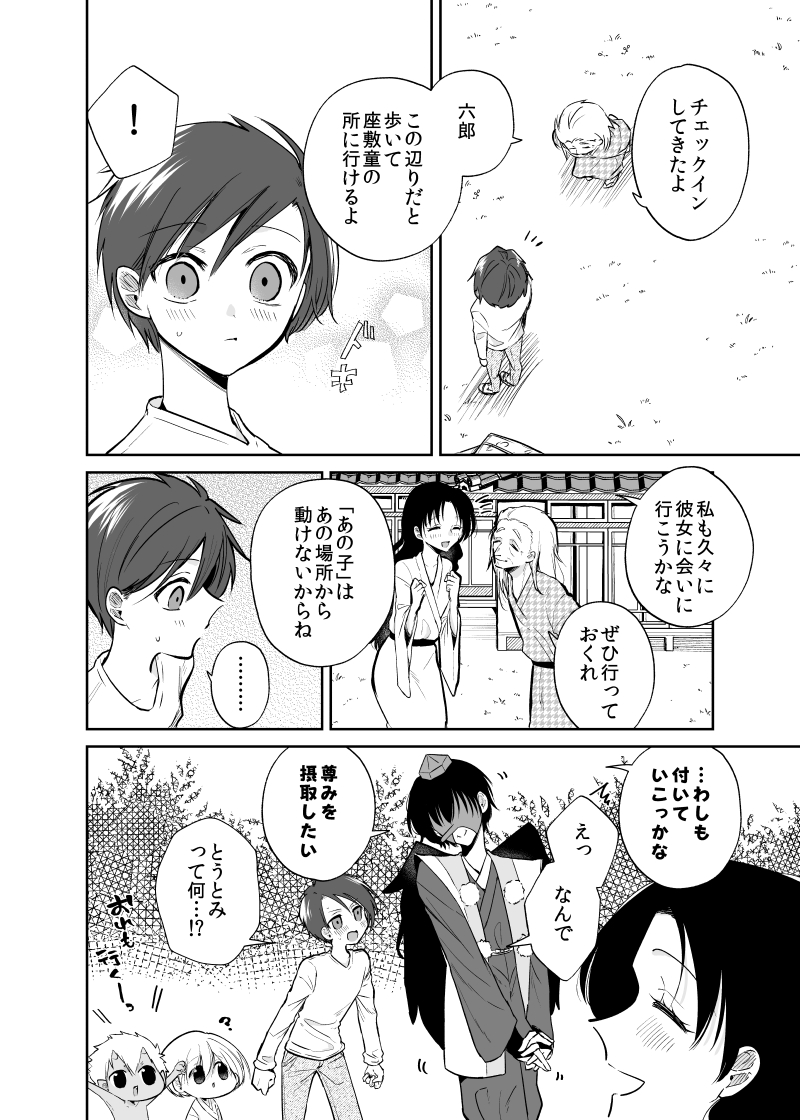 チェックイン
してきたよ
六郎
この辺りだと
歩いて
座敷童の
所に行けるよ
！
ドキ
私も久々に
彼女に会いに
行こうかな
ぜひ行って
おくれ
「あの子」は
あの場所から
動けないからね
………
…わしも
付いて
いこっかな
えっ
なんで
尊みを
摂取したい
とうとみ
って何…!?
おれも
行くーっ
?